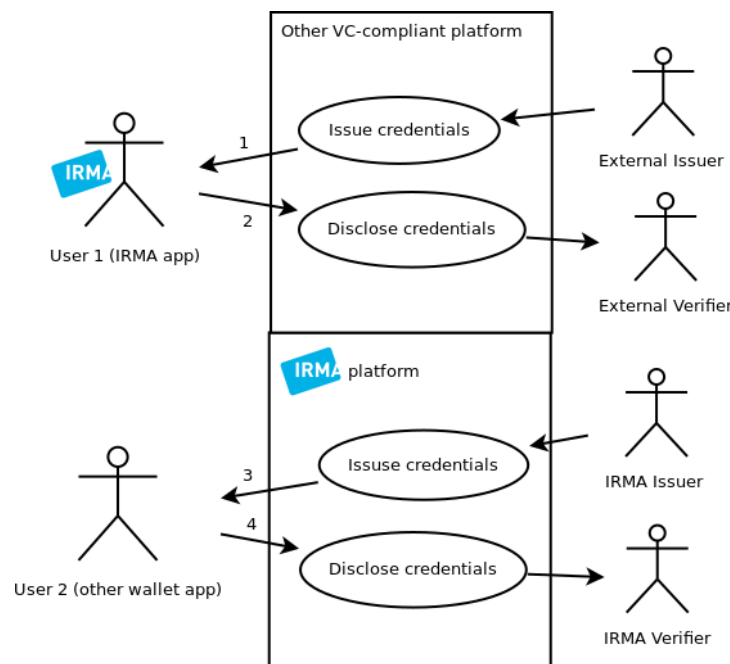 Other VC-compliant platform
Issue credentials
External Issuer
1
IRMA
User 1 (IRMA app)
2
Disclose credentials
External Verifier
IRMA platform
Issuse credentials
IRMA Issuer
3
4
User 2 (other wallet app)
Disclose credentials
IRMA Verifier